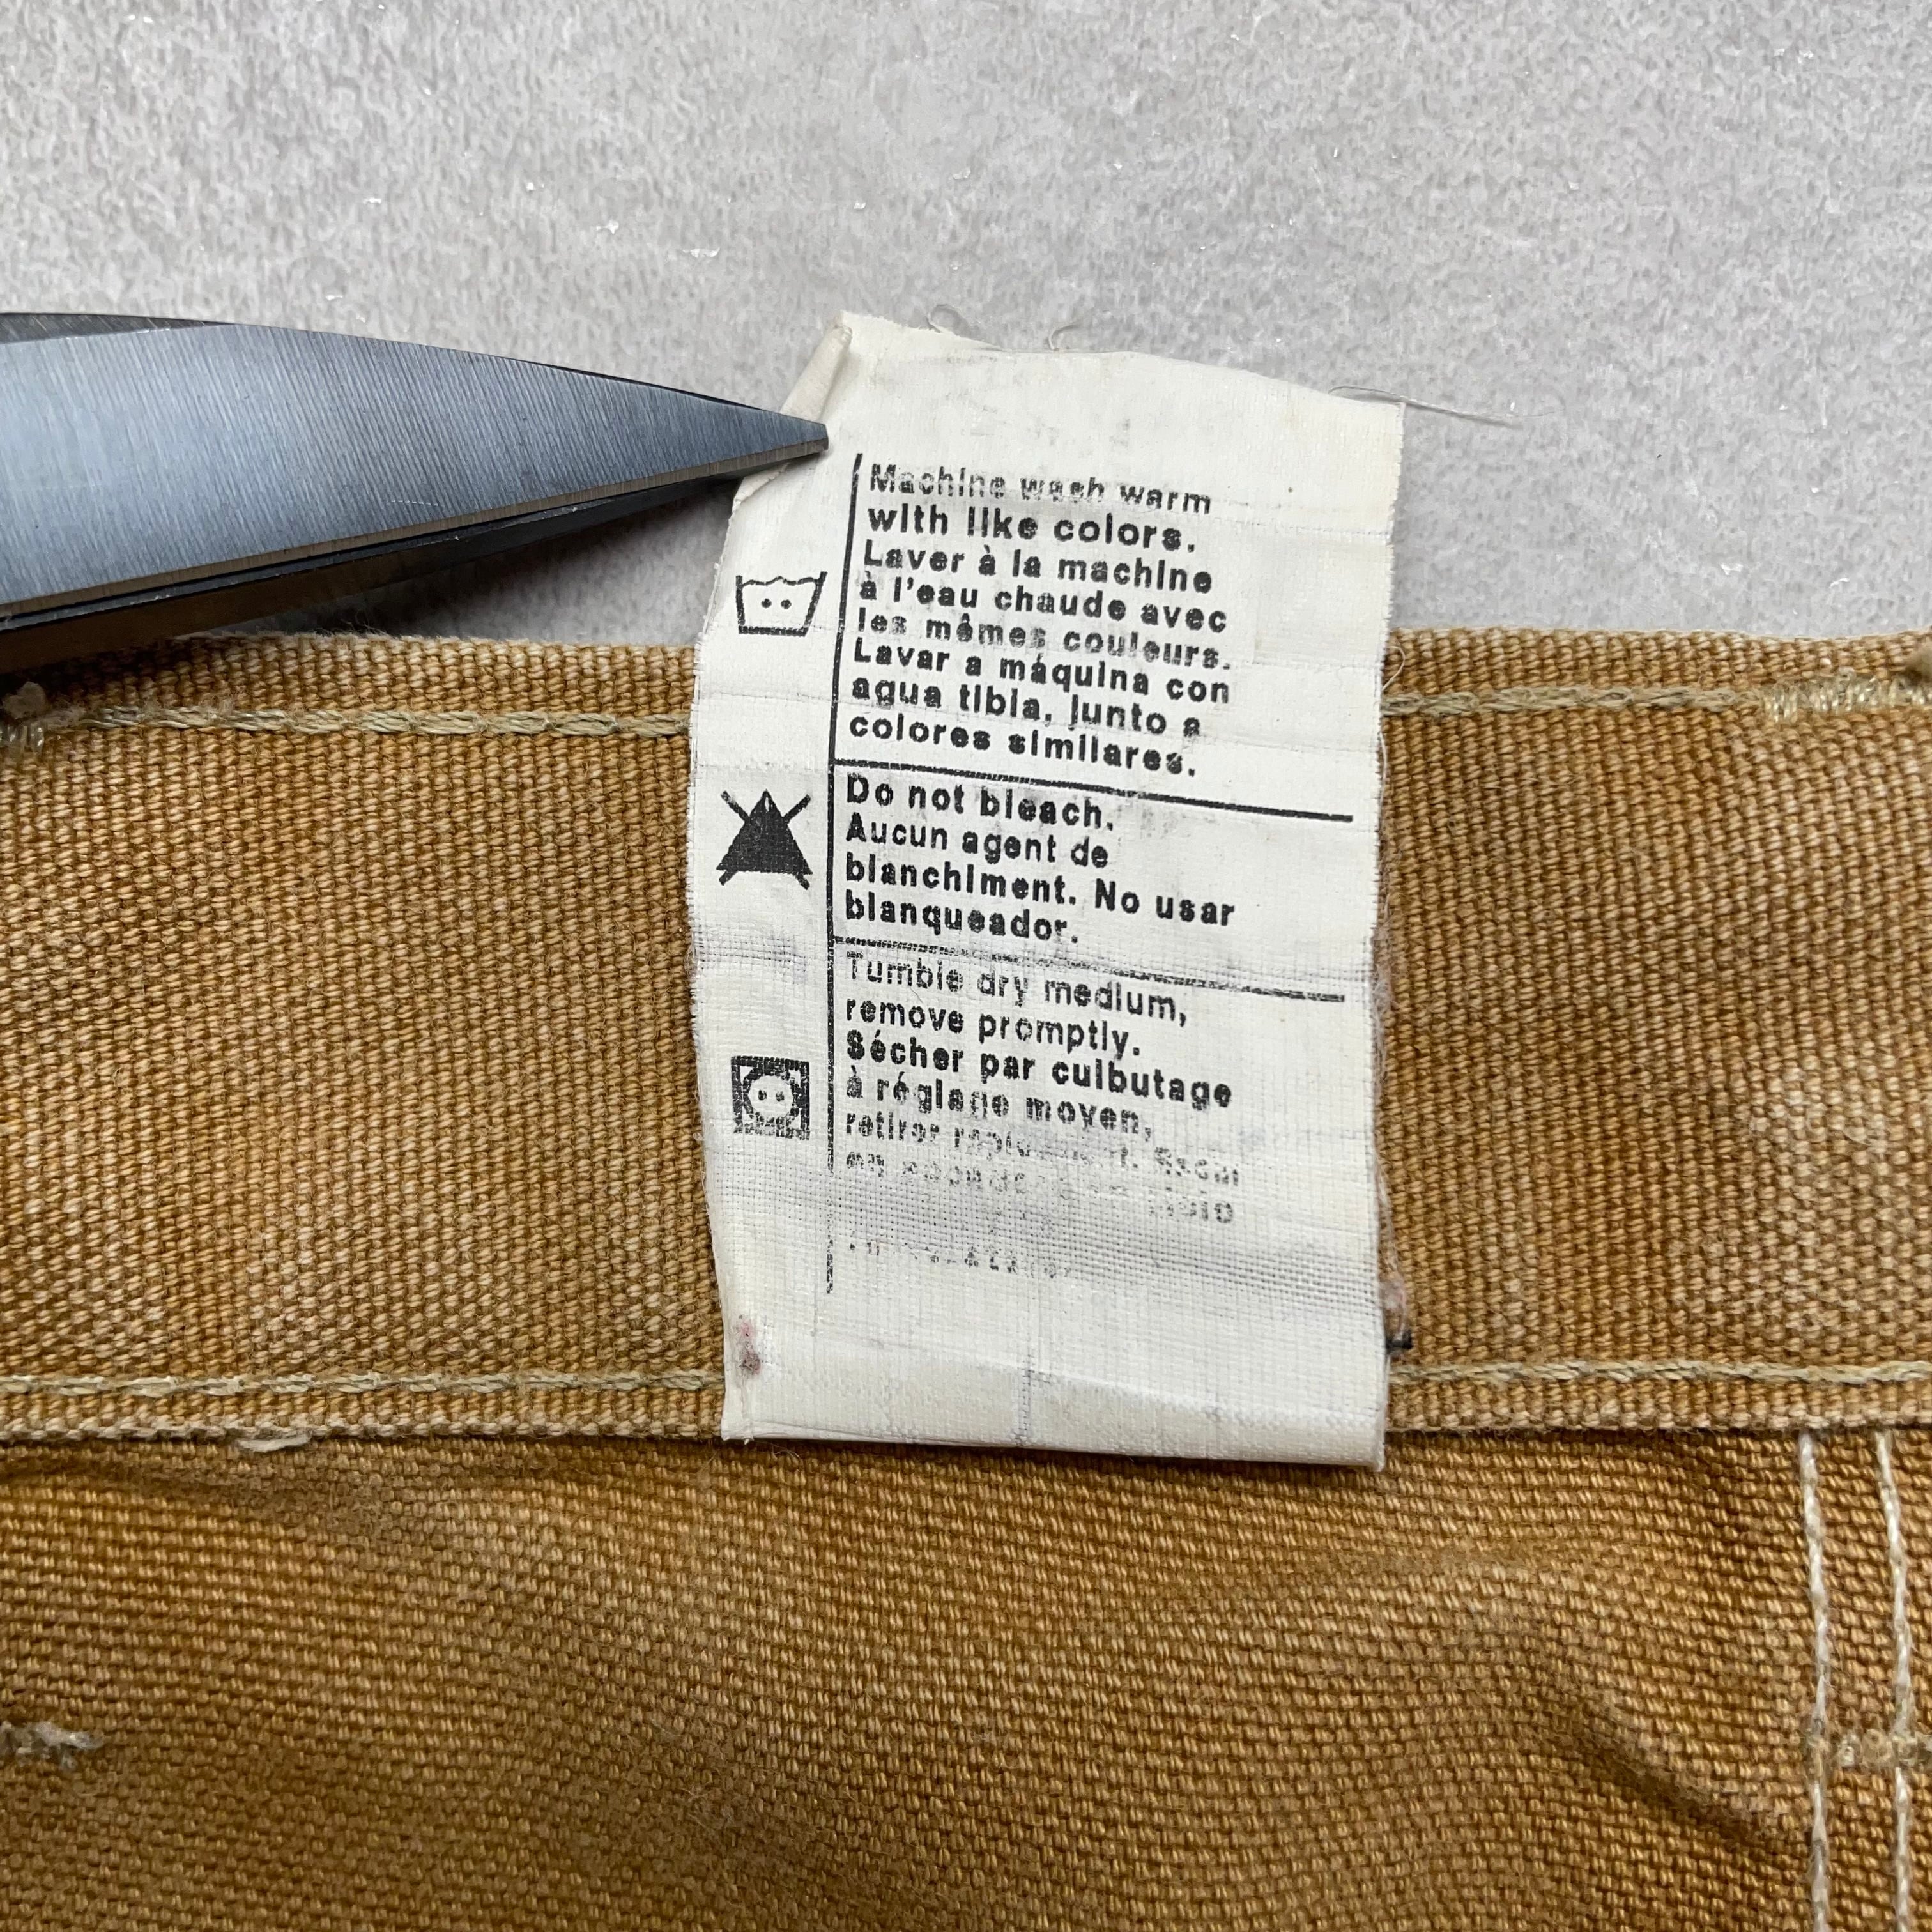 Machine wash warm
with like colors.
Laver à la machine
à l'eau chaude avec
les mêmes couleurs.
Lavar a máquina con
agua tibia, junto a
colores similares.
Do not bleach.
Aucun agent de
blanchiment. No usar
blanqueador.
Tumble dry medium,
remove promptly.
Sécher par culbutage
à réglage moyen,
retirer